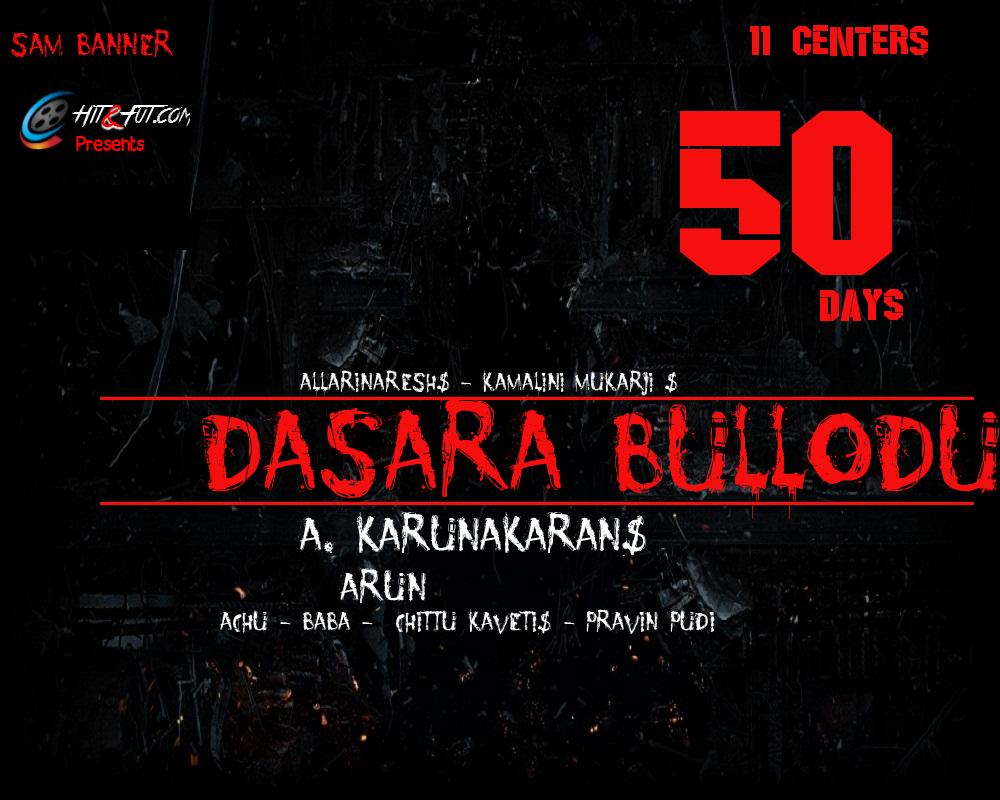 SAM BANNER
11 CENTERS
HIT&FUT.COM
Presents
50
DAYS
ALLARINARESH$ - KAMALINI MUKARJI $
DASARA BULLODU
A. KARUNAKARAN$
ARUN
ACHU - BABA - CHITTU KAVETI$ - PRAVIN PUDI